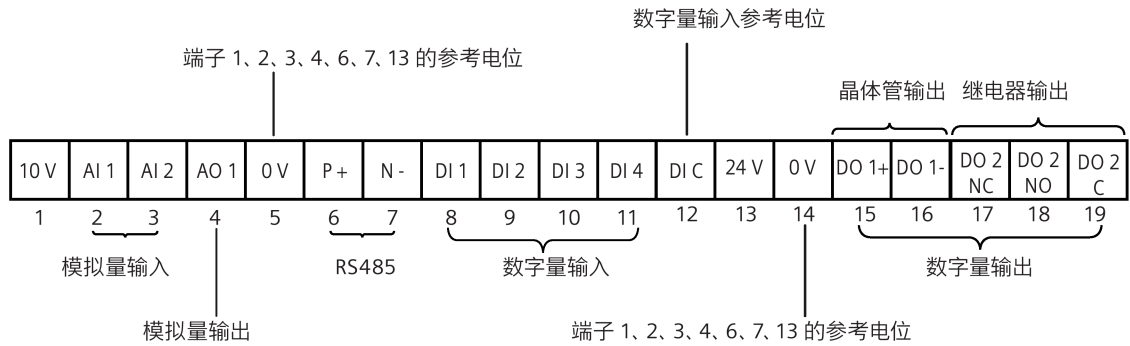 数字量输入参考电位
端子 1、2、3、4、6、7、13 的参考电位
晶体管输出 继电器输出
10 V AI 1 AI 2 AO 1 0 V P + N - DI 1 DI 2 DI 3 DI 4 DI C 24 V 0 V DO 1+ DO 1- DO 2 NC DO 2 NO DO 2 C
1 2 3 4 5 6 7 8 9 10 11 12 13 14 15 16 17 18 19
模拟量输入 RS485 数字量输入 数字量输出
模拟量输出 端子 1、2、3、4、6、7、13 的参考电位